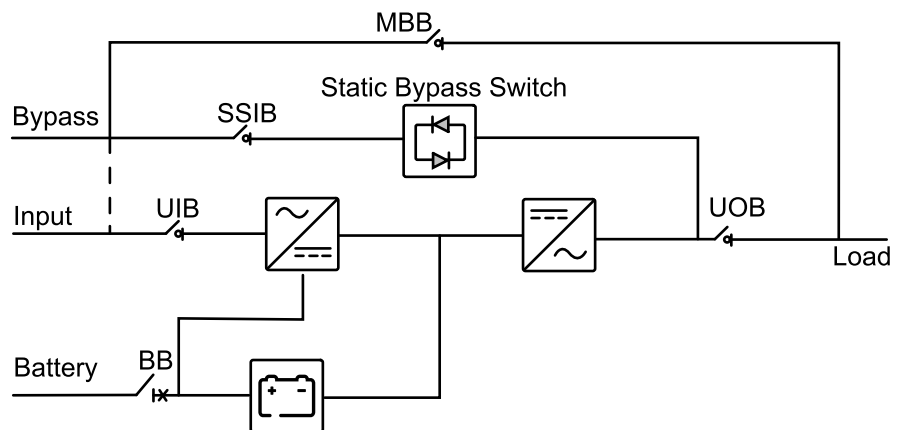 MBB
Static Bypass Switch
Bypass
SSIB
Input
UIB
UOB
Load
Battery
BB